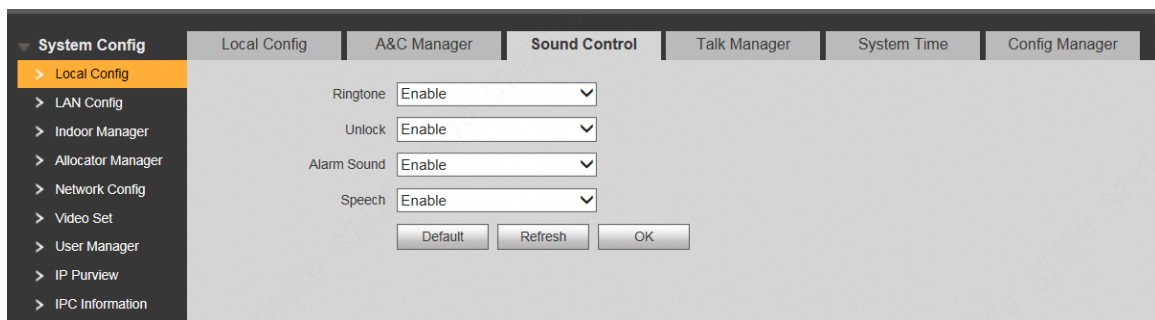 System Config
Local Config
LAN Config
Indoor Manager
Allocator Manager
Network Config
Video Set
User Manager
IP Purview
IPC Information
Local Config A&C Manager Sound Control Talk Manager System Time Config Manager
Ringtone Enable
Unlock Enable
Alarm Sound Enable
Speech Enable
Default Refresh OK